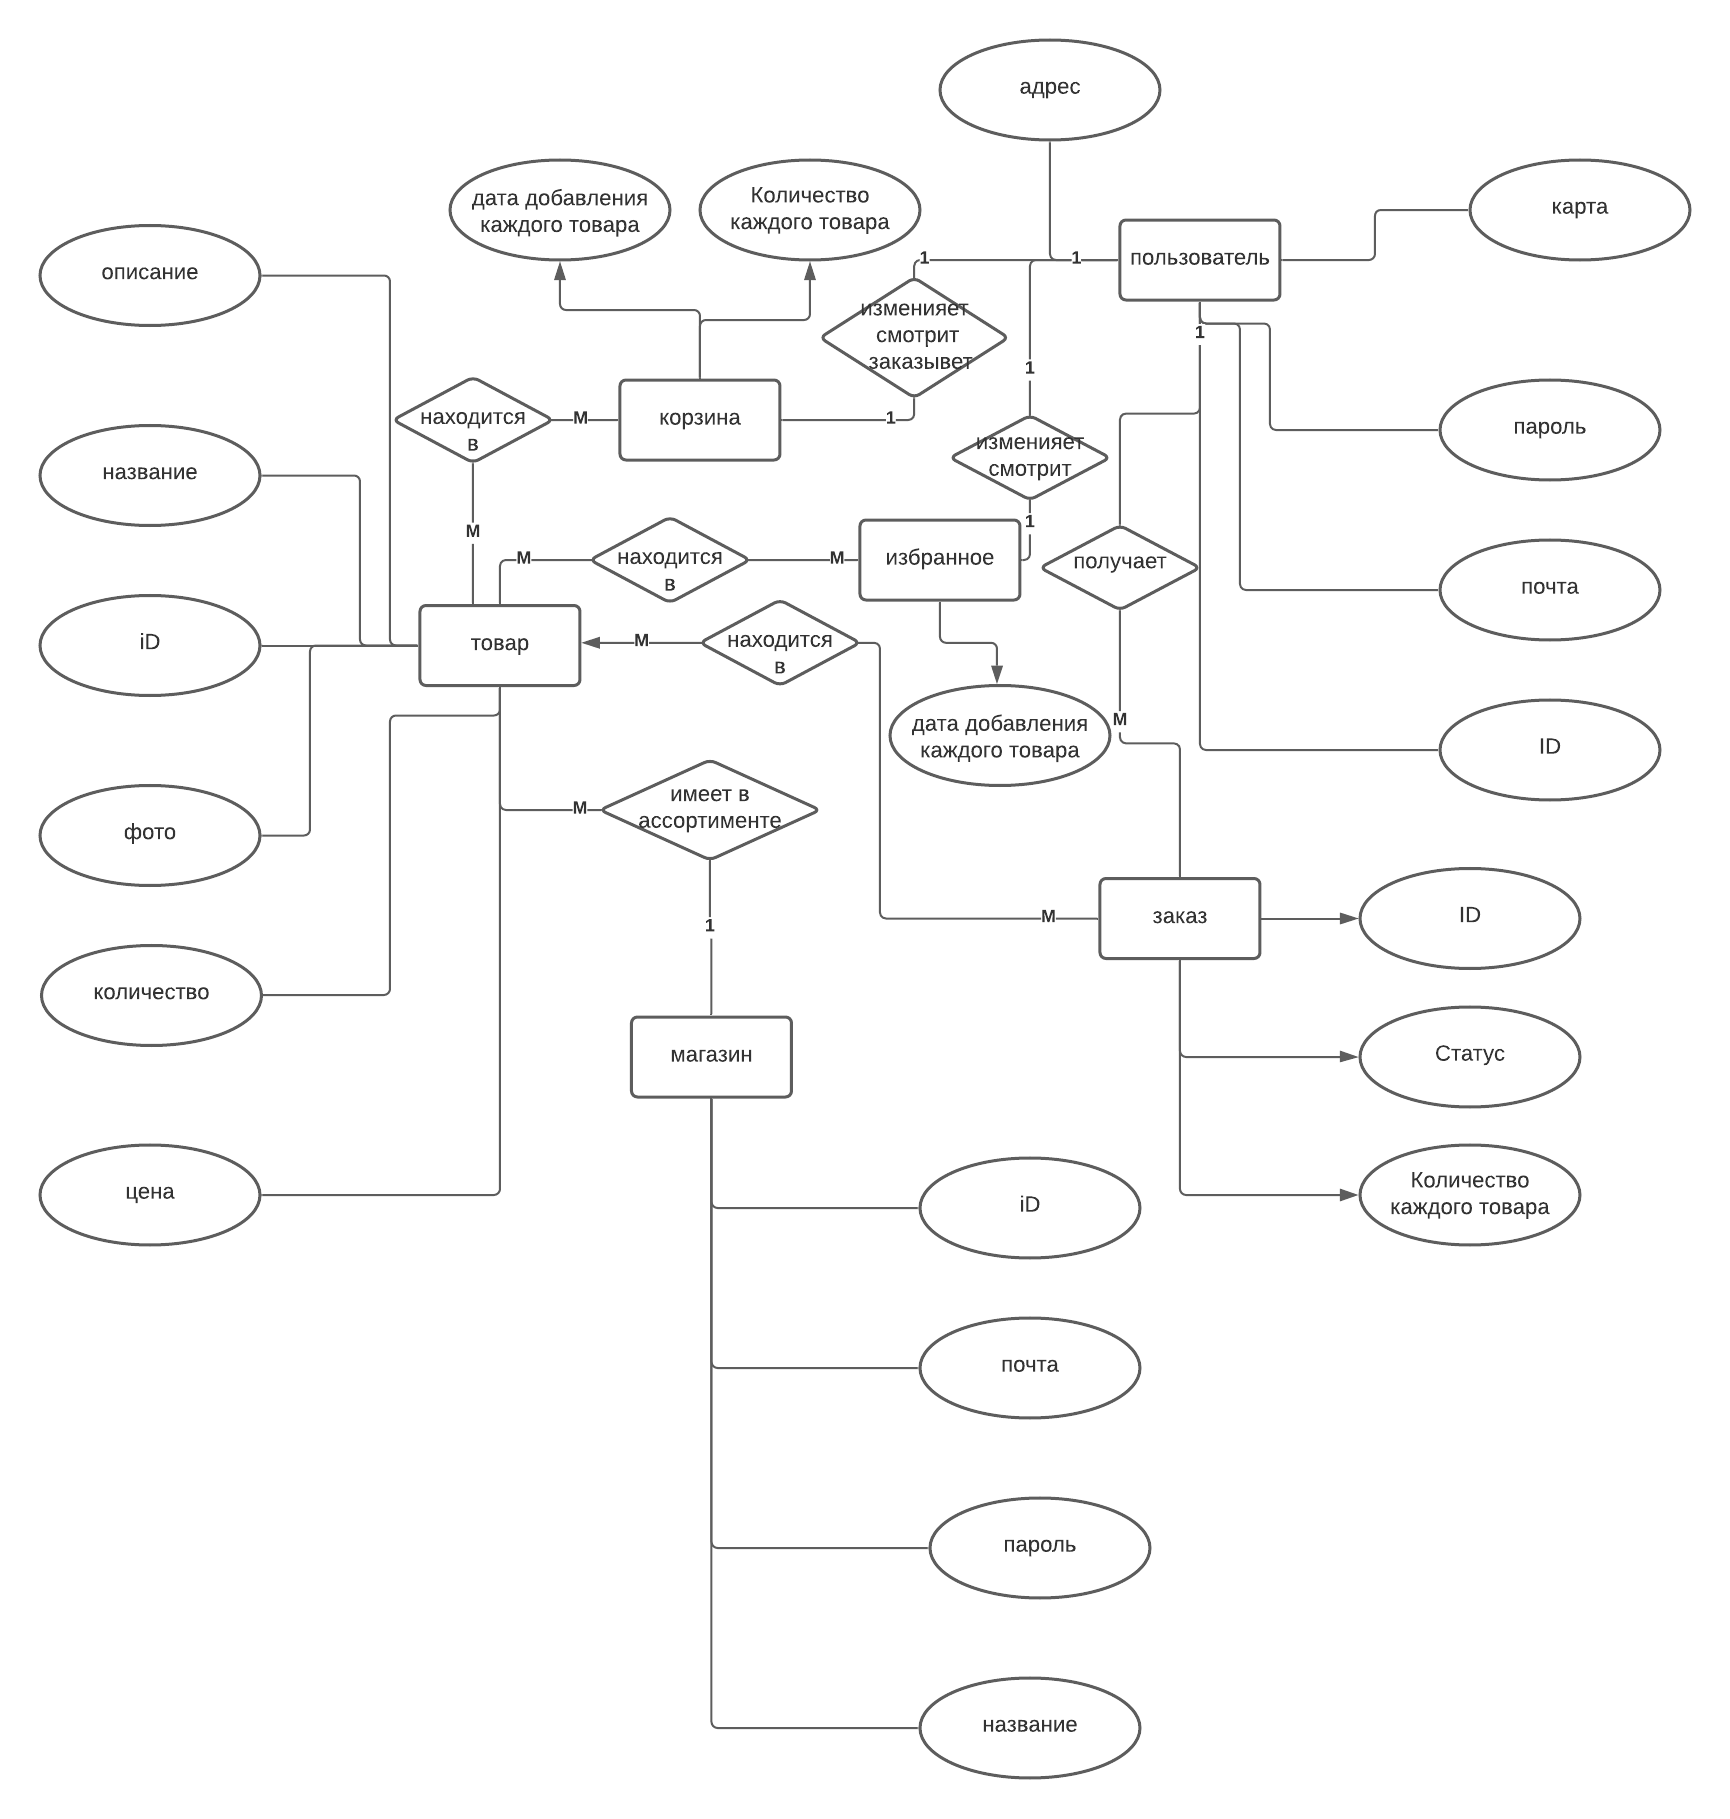 адрес
дата добавления
каждого товара
Количество
каждого товара
карта
описание
1
1
пользователь
изменияет
смотрит
заказывет
1
1
находится
в
М
корзина
1
изменияет
смотрит
пароль
название
М
1
находится
в
М
М
избранное
получает
почта
iD
товар
М
находится
в
дата добавления
каждого товара
М
ID
имеет в
ассортименте
М
фото
1
М
заказ
ID
количество
магазин
Статус
цена
Количество
каждого товара
iD
почта
пароль
название